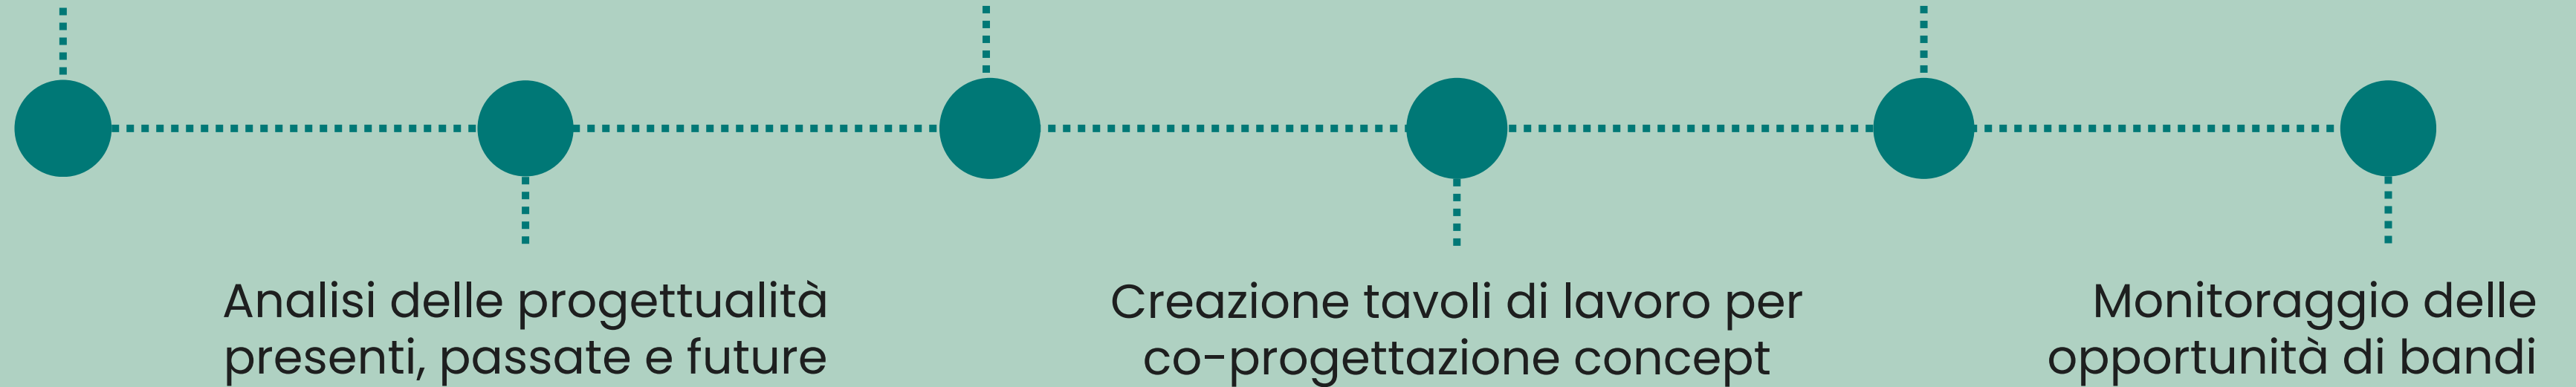 Analisi delle progettualità
presenti, passate e future
Creazione tavoli di lavoro per
co-progettazione concept
Monitoraggio delle
opportunità di bandi